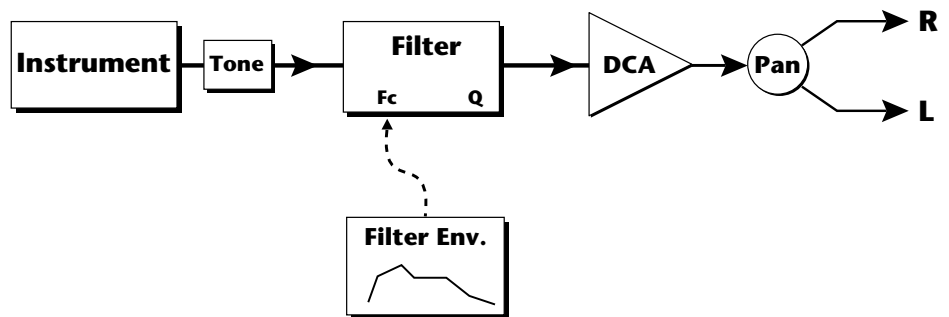 Instrument
Tone
Filter
Fc
Q
DCA
Pan
R
L
Filter Env.